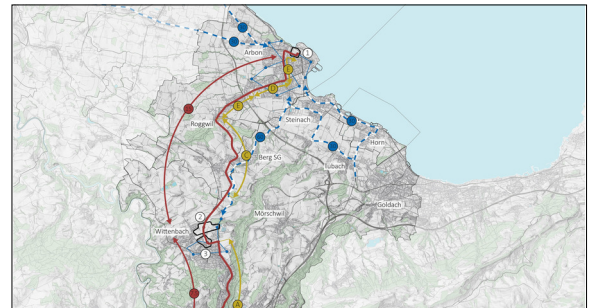 Arbon
1
E
D
E
Steinach
Roggwil
Horn
C
Berg SG
Tübach
Goldach
Mörschwil
2
Wittenbach
3
A